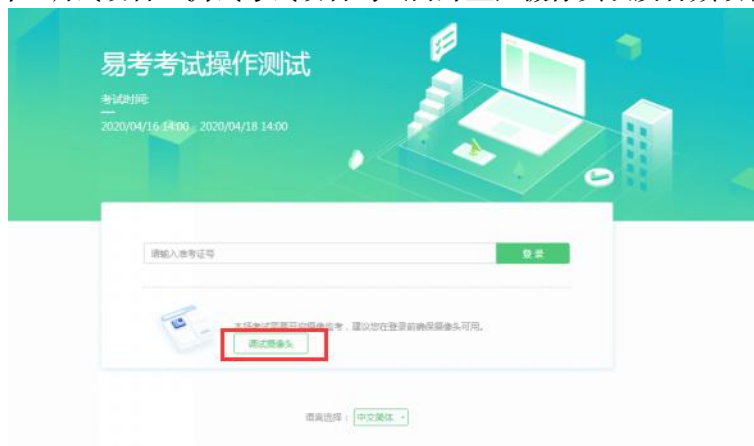 易考考试操作测试
考试时间:
2020/04/16 14:00 - 2020/04/18 14:00
请输入准考证号
登录
本场考试需要开启摄像监考，建议您在登录前确保摄像头可用。
调试摄像头
语言选择： 中文简体